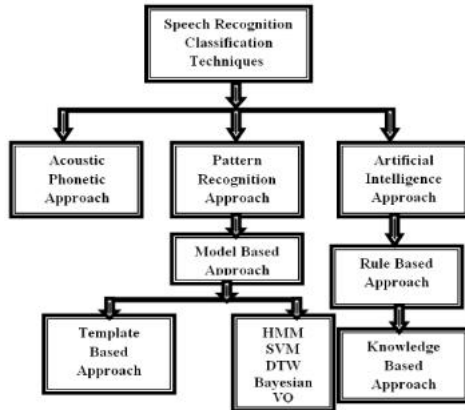 Speech Recognition
Classification
Techniques
Acoustic
Phonetic
Approach
Pattern
Recognition
Approach
Artificial
Intelligence
Approach
Model Based
Approach
Rule Based
Approach
Template
Based
Approach
HMM
SVM
DTW
Bayesian
VQ
Knowledge
Based
Approach